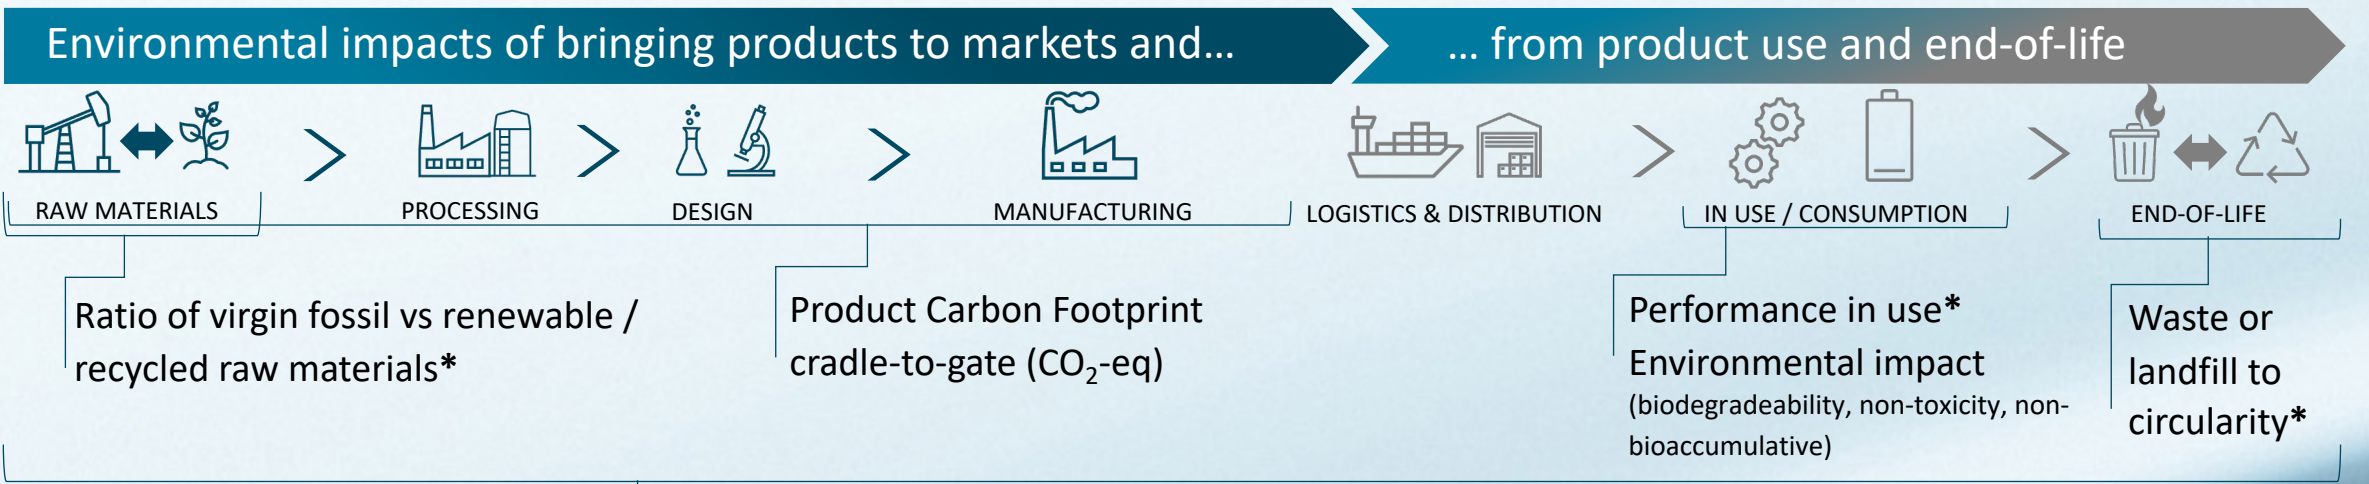 Environmental impacts of bringing products to markets and...
... from product use and end-of-life
RAW MATERIALS
PROCESSING
DESIGN
MANUFACTURING
LOGISTICS & DISTRIBUTION
IN USE / CONSUMPTION
END-OF-LIFE
Ratio of virgin fossil vs renewable /
recycled raw materials*
Product Carbon Footprint
cradle-to-gate (CO₂-eq)
Performance in use*
Environmental impact
(biodegradeability, non-toxicity, non-
bioaccumulative)
Waste or
landfill to
circularity*